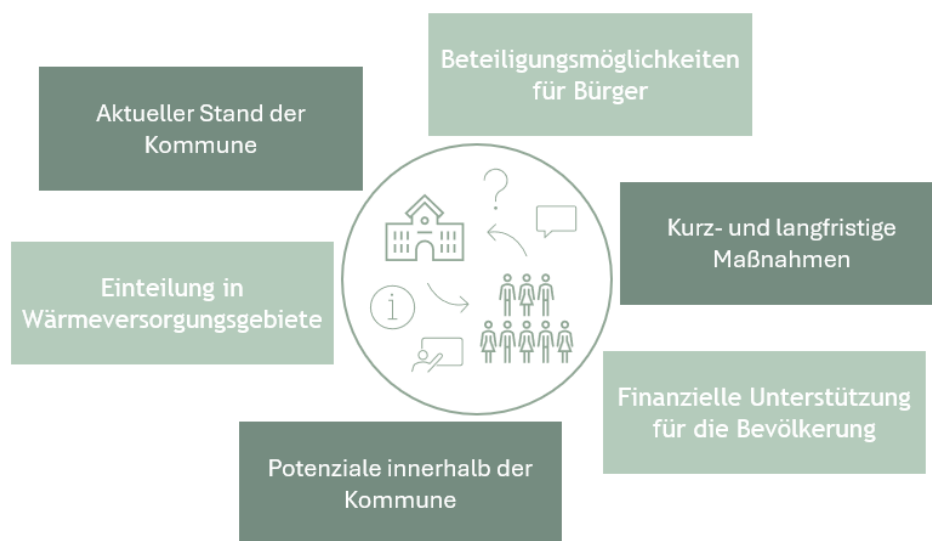 Beteiligungsmöglichkeiten
für Bürger
Aktueller Stand der
Kommune
Kurz- und langfristige
Maßnahmen
Einteilung in
Wärmeversorgungsgebiete
Finanzielle Unterstützung
für die Bevölkerung
Potenziale innerhalb der
Kommune